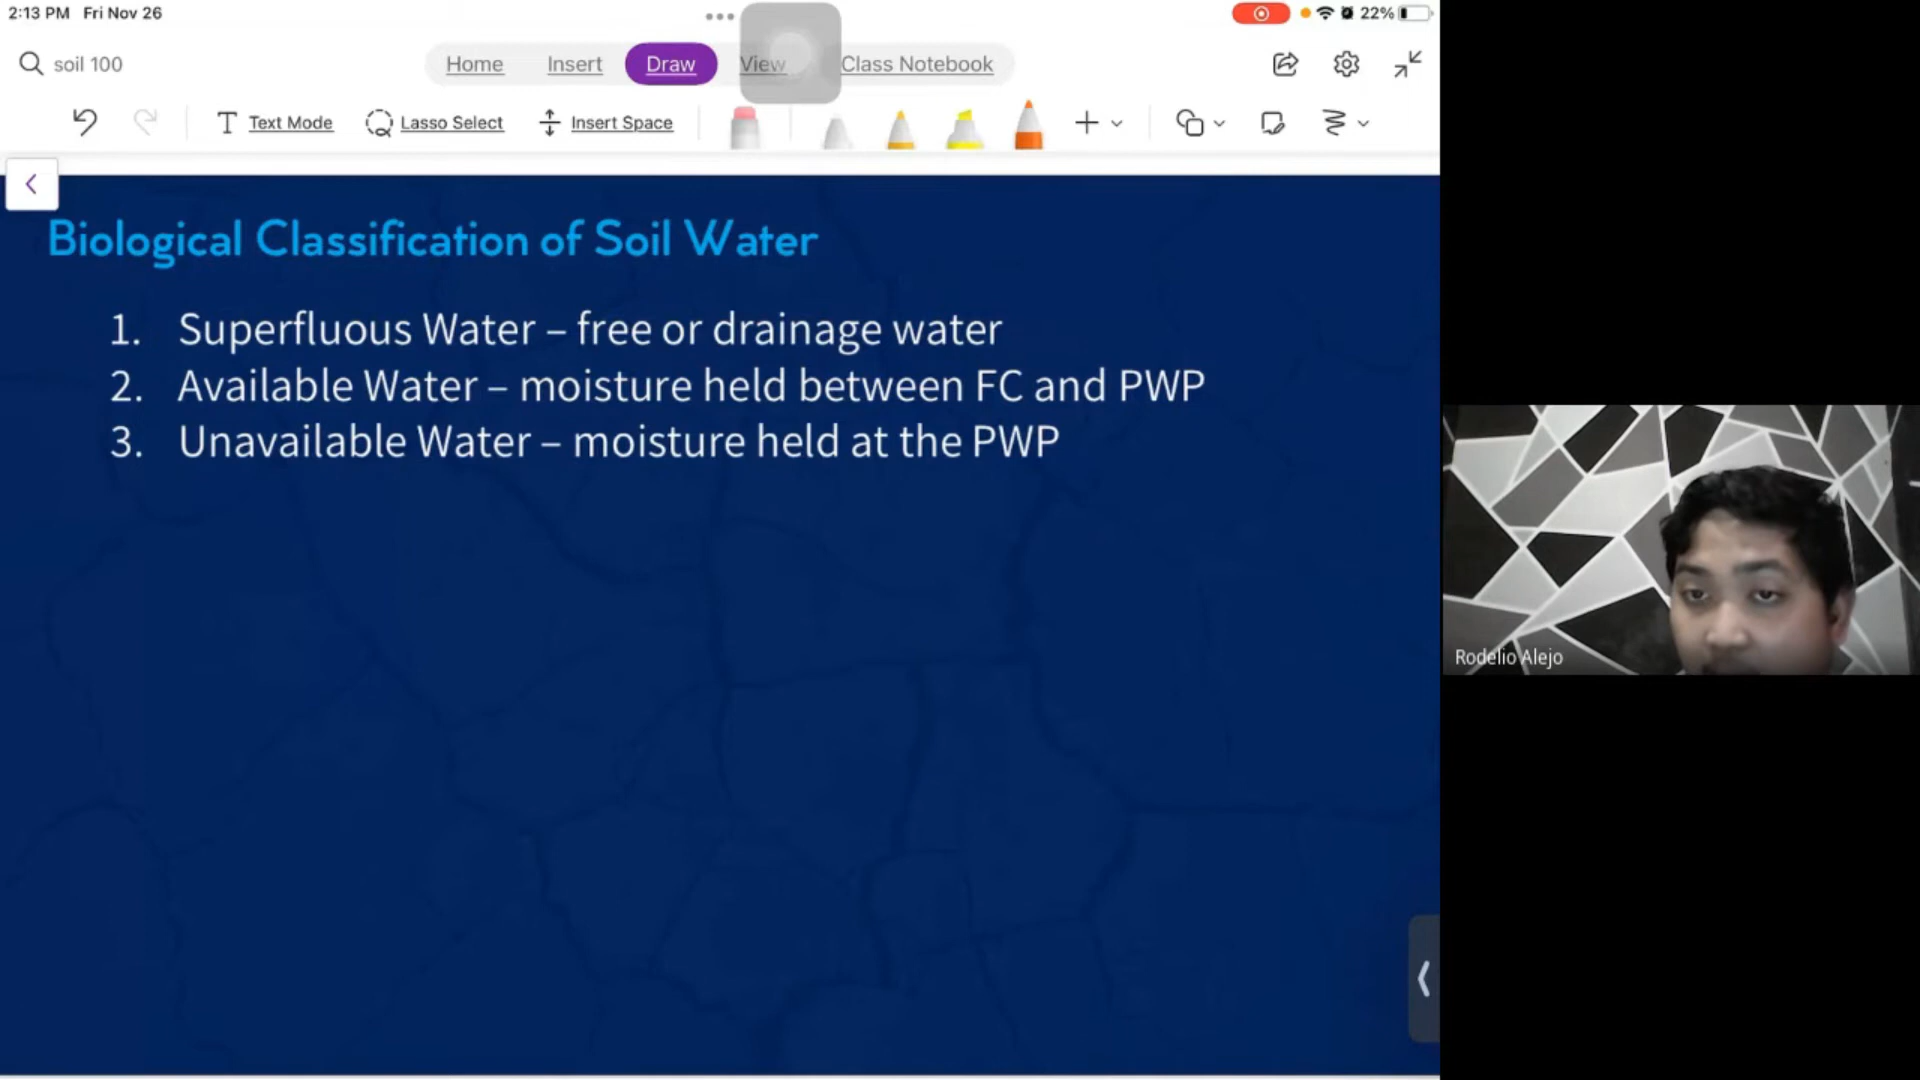 2:13 PM Fri Nov 26
22%
soil 100
Home Insert Draw View Class Notebook
Text Mode Lasso Select Insert Space
Biological Classification of Soil Water
1. Superfluous Water – free or drainage water
2. Available Water – moisture held between FC and PWP
3. Unavailable Water – moisture held at the PWP
Rodelio Alejo